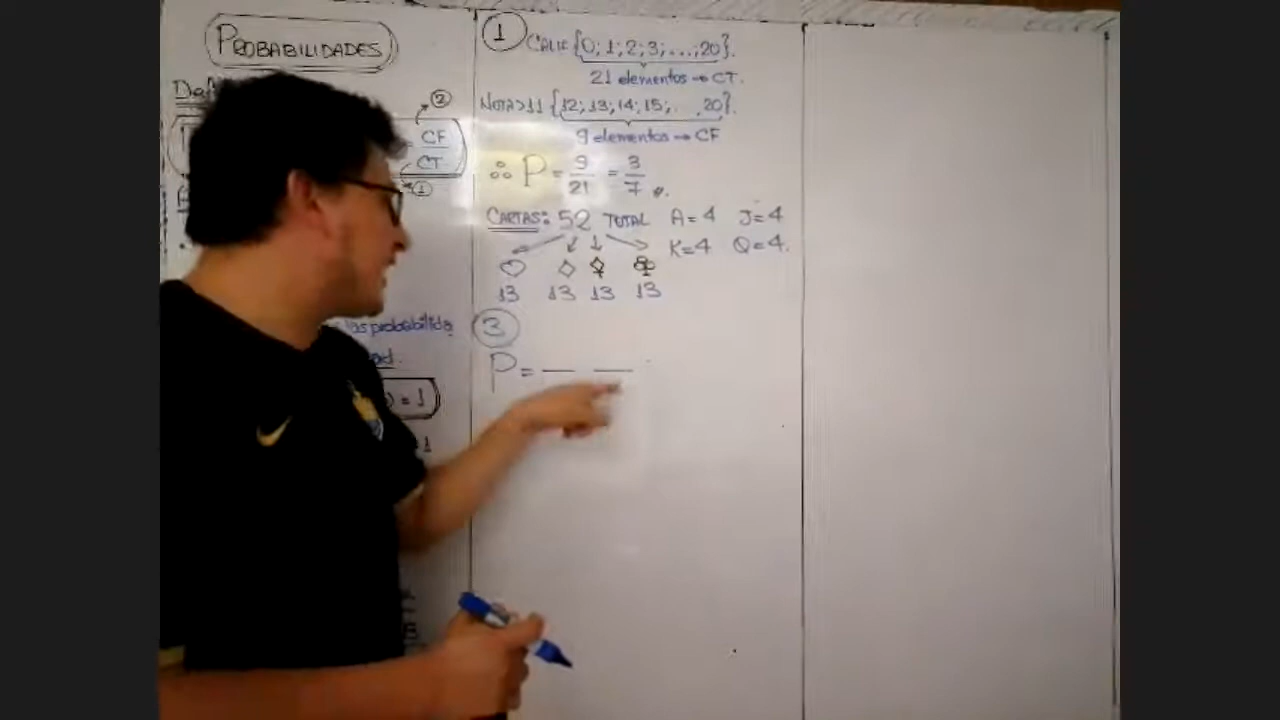 PROBABILIDADES
②
CF
CT
①
las probabilida
ad.
= 1
①
CALIF {0; 1; 2; 3; ...; 20}.
21 elementos → CT.
NOTA > 11 {12; 13; 14; 15; ... , 20}.
9 elementos → CF
∴ P = 9/21 = 3/7
CARTAS: 52 TOTAL A = 4 J = 4
K = 4 Q = 4.
♡ ◇ ♤ ♧
13 13 13 13
③
P =